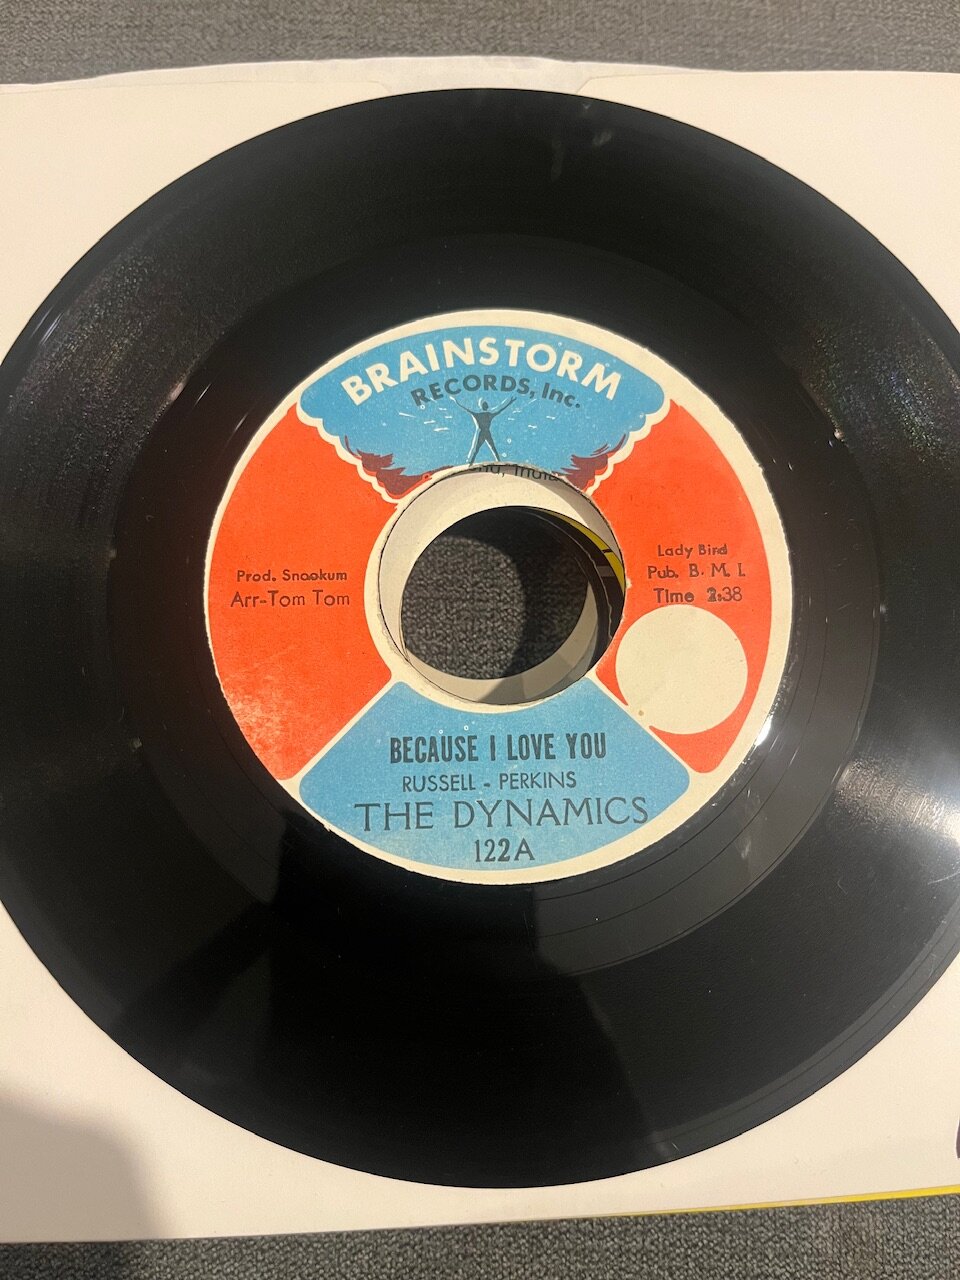 BRAINSTORM
RECORDS, Inc.
Prod. Snookum
Arr-Tom Tom
Lady Bird
Pub. B. M. I.
Time 2:38
BECAUSE I LOVE YOU
RUSSELL - PERKINS
THE DYNAMICS
122A